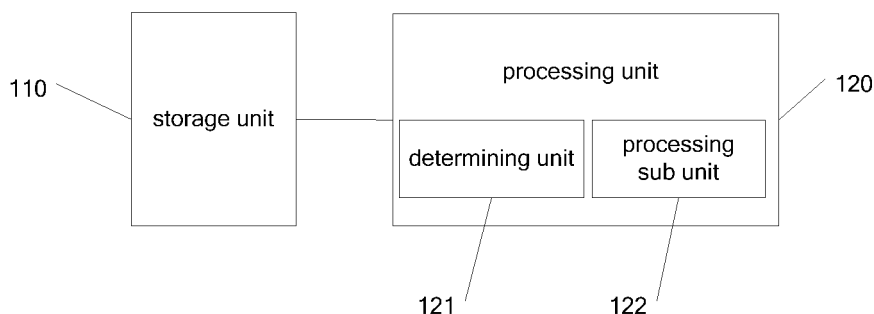 processing unit
110
120
storage unit
determining unit
processing
sub unit
121
122